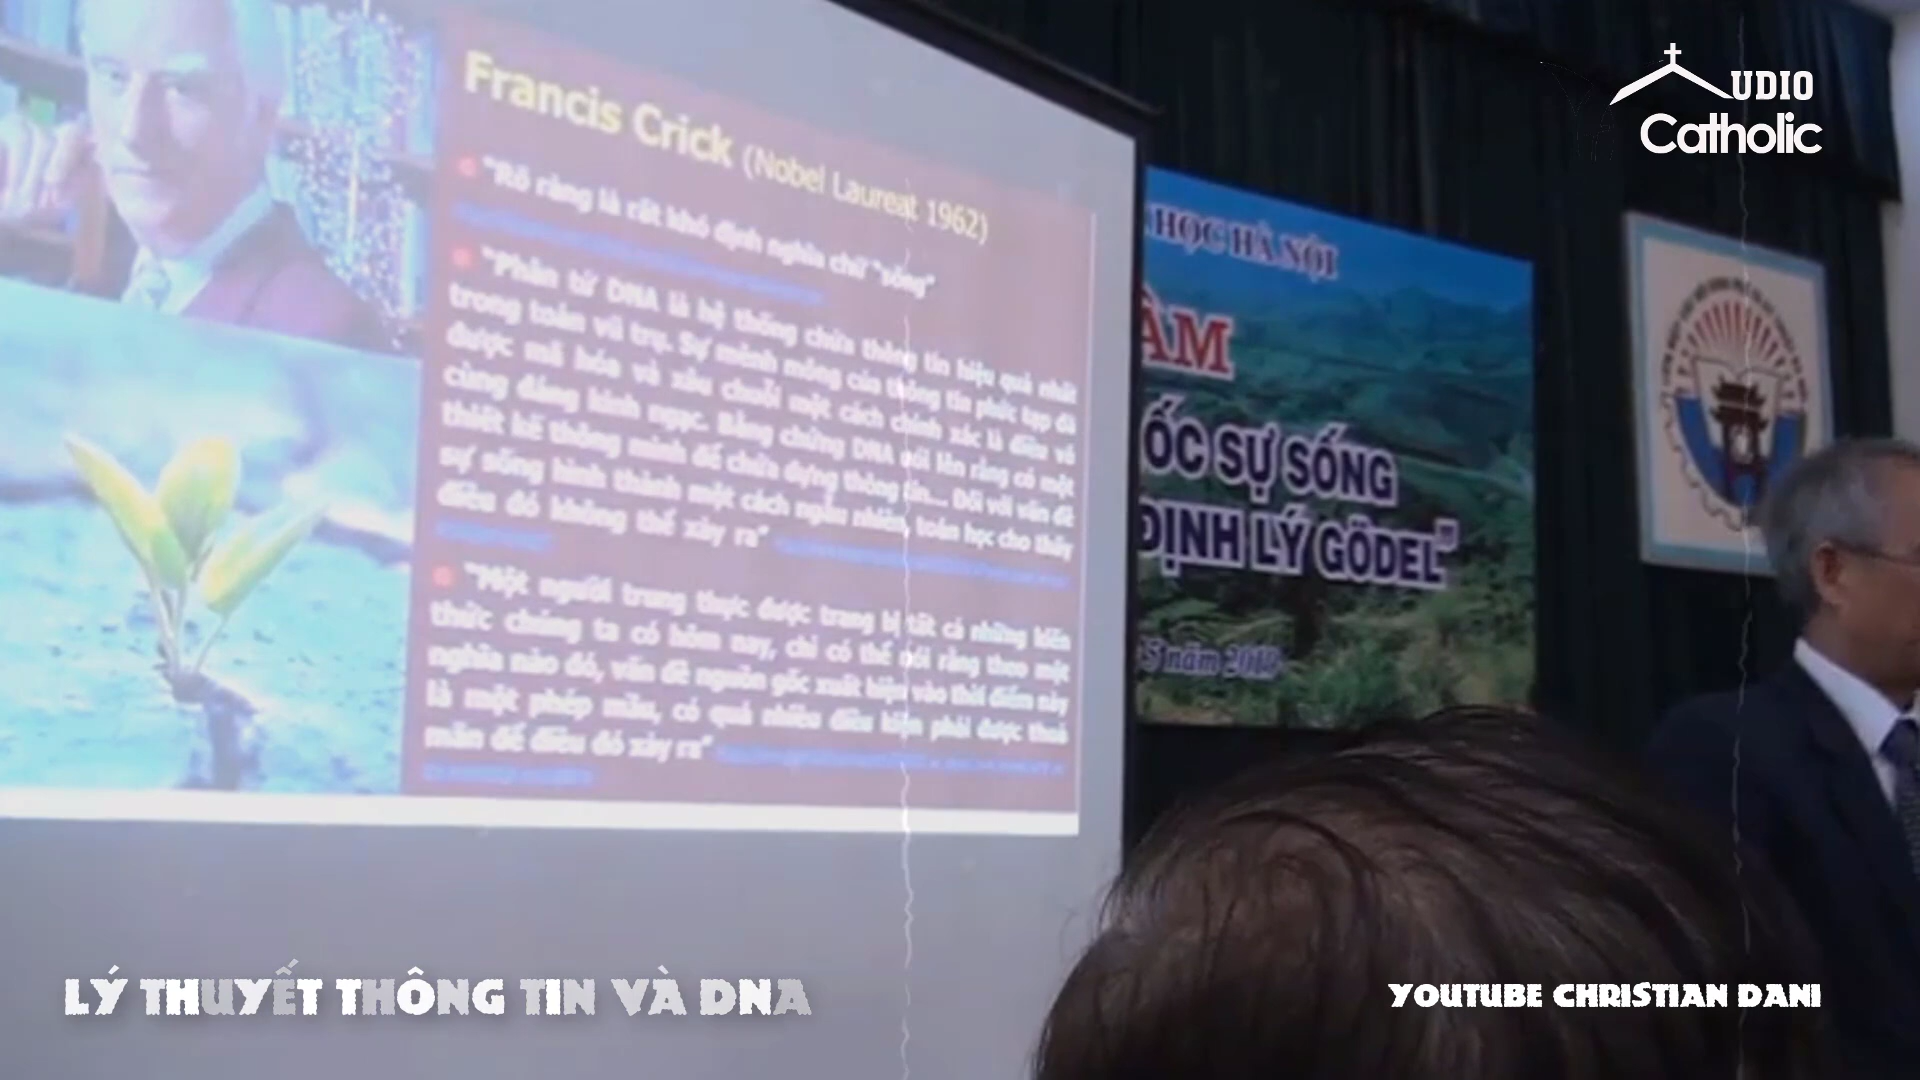 UDIO
Catholic
Francis Crick (Nobel Laureat 1962)
"Rõ ràng là rất khó định nghĩa chữ "sống"
"Phân tử DNA là hệ thống chứa thông tin hiệu quả nhất
trong toàn vũ trụ. Sự mênh mông của thông tin phức tạp đã
được mã hóa và xâu chuỗi một cách chính xác là điều vô
cùng đáng kinh ngạc. Bằng chứng DNA nói lên rằng có một
thiết kế thông minh để chứa đựng thông tin... Đối với vấn đề
sự sống hình thành một cách ngẫu nhiên, toán học cho thấy
điều đó không thể xảy ra"
"Một người trung thực được trang bị tất cả những kiến
thức chúng ta có hôm nay, chỉ có thể nói rằng theo một
nghĩa nào đó, vấn đề nguồn gốc xuất hiện vào thời điểm này
là một phép mầu, có quá nhiều điều kiện phải được thoả
mãn để điều đó xảy ra"
HỌC HÀ NỘI
ÀM
ỐC SỰ SỐNG
ĐỊNH LÝ GÖDEL"
5 năm 2017
LÝ THUYẾT THÔNG TIN VÀ DNA
YOUTUBE CHRISTIAN DANI